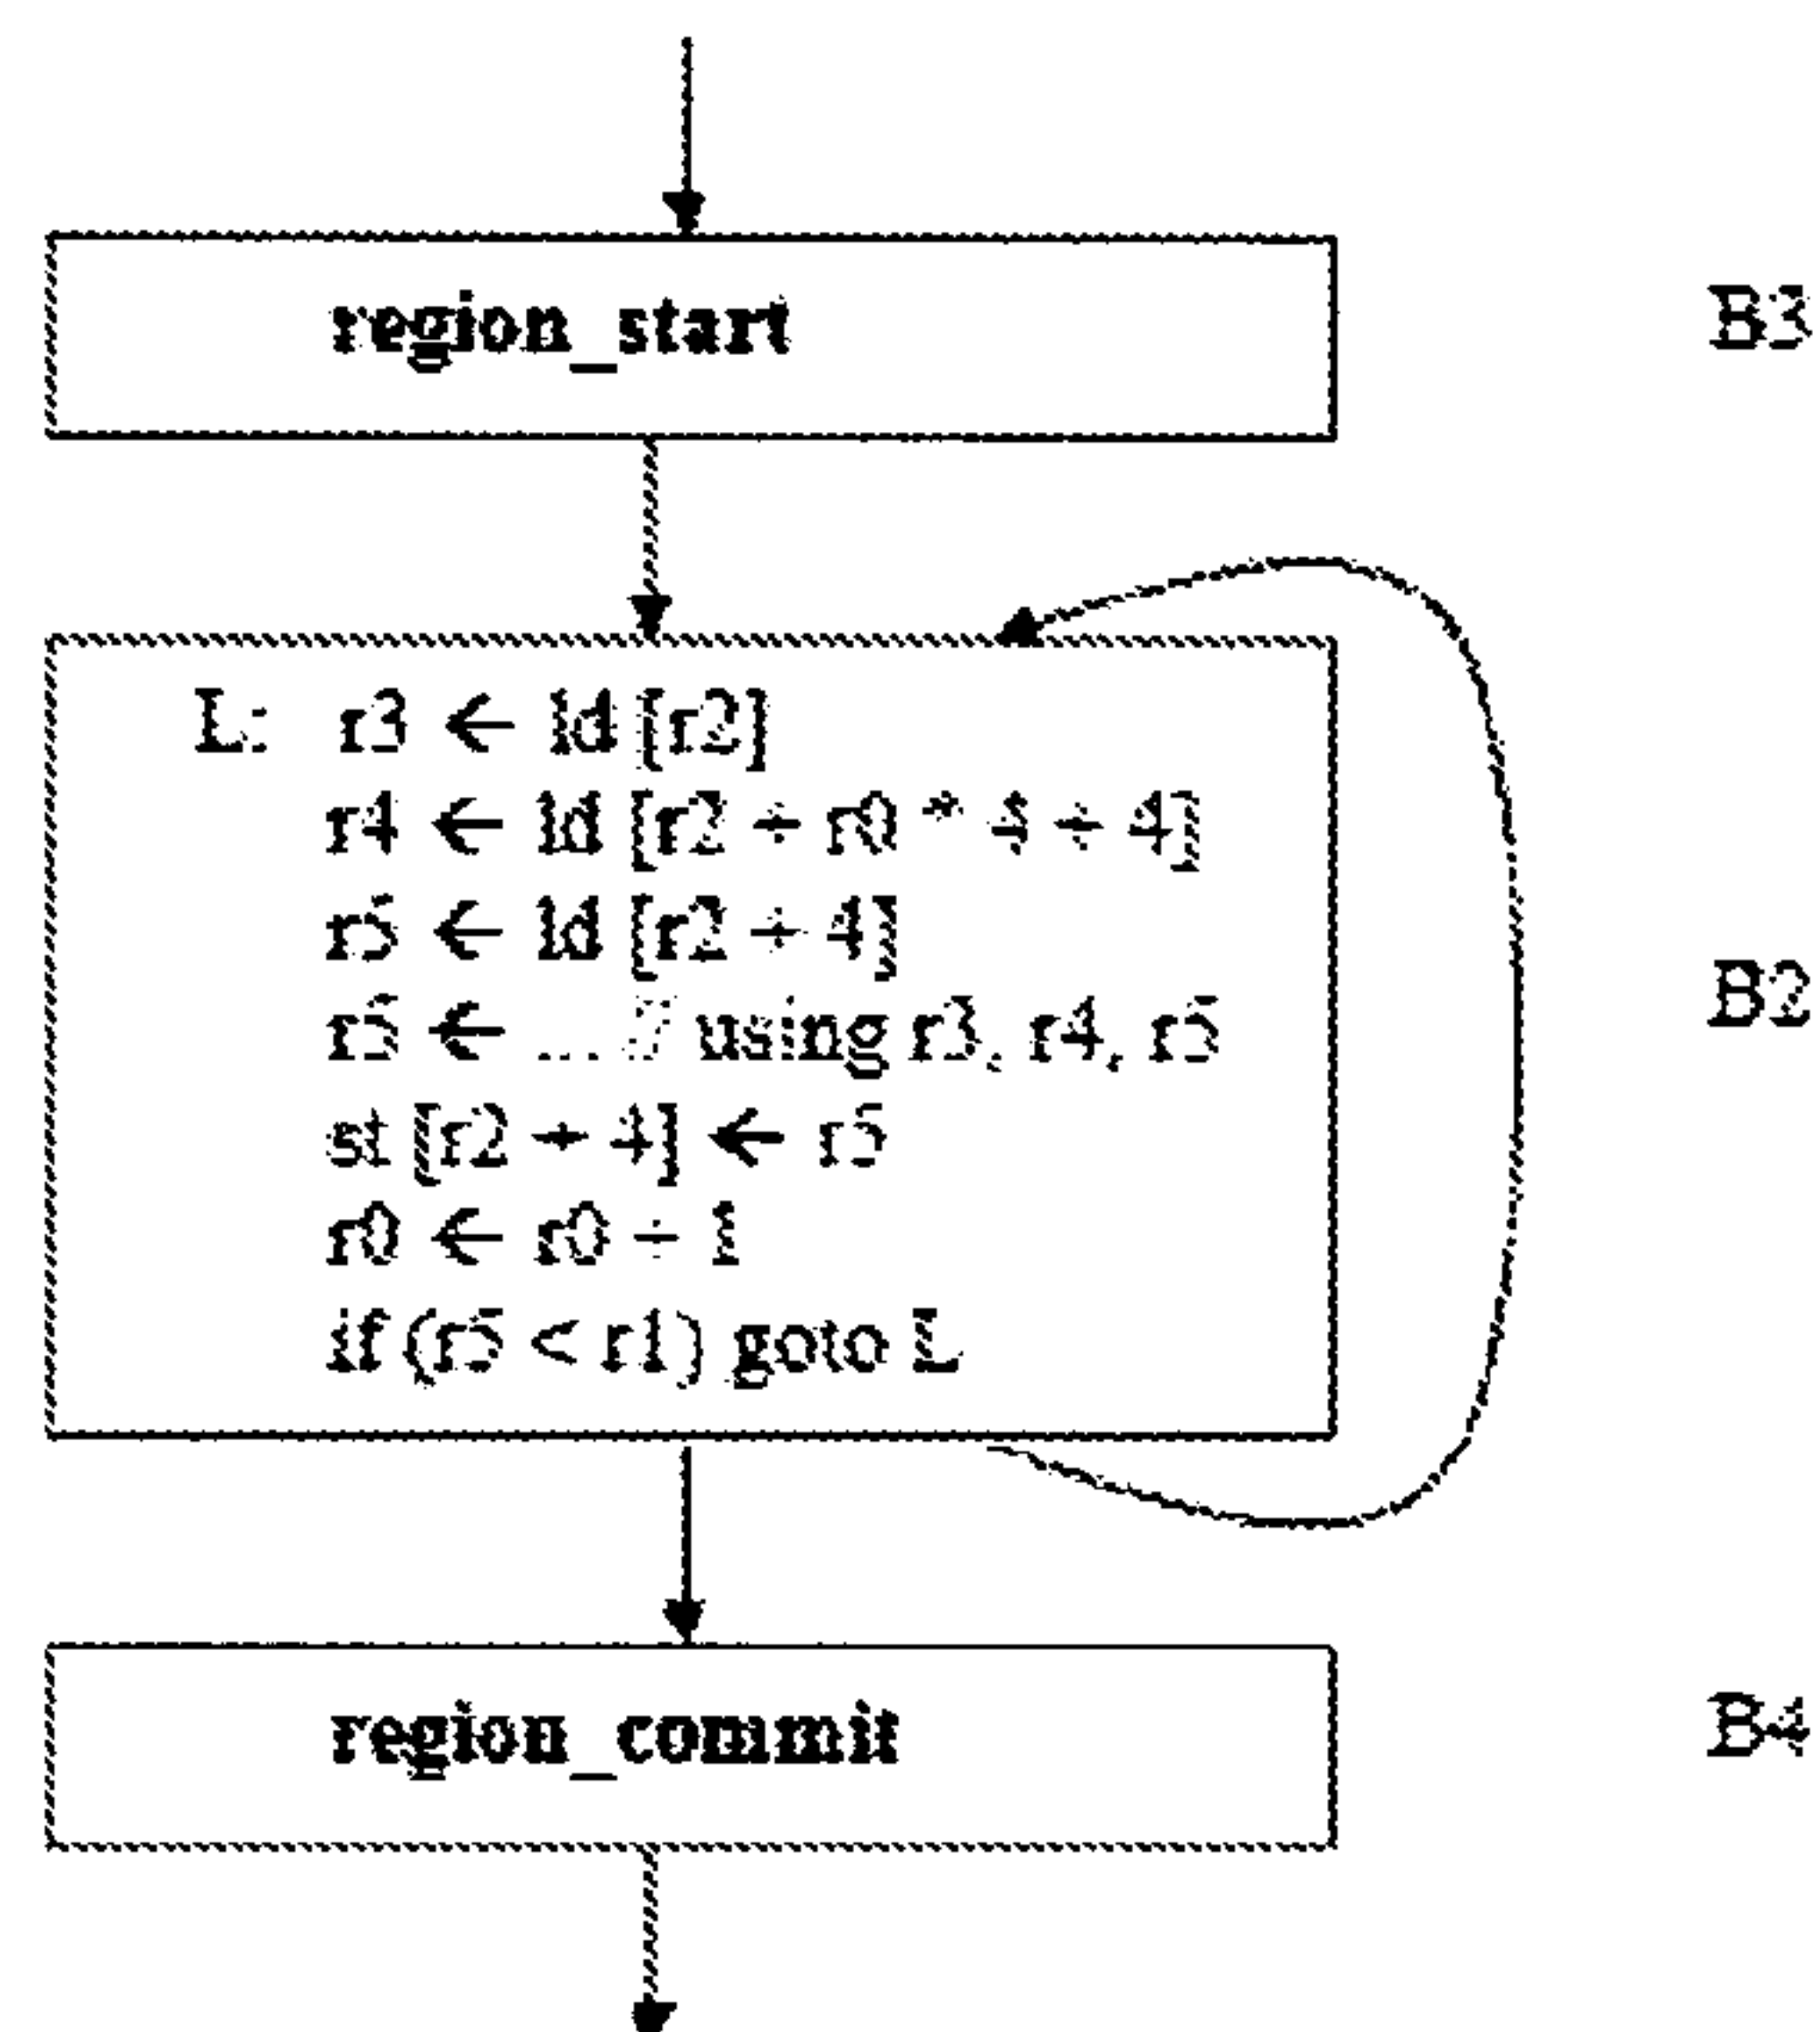 region_start
B3
L: r3 ← ld [r2]
r4 ← ld [r2 + r0 * 4 + 4]
r5 ← ld [r2 + 4]
r5 ← .... // using r3, r4, r5
st [r2 + 4] ← r5
r0 ← r0 + 1
if (r5 < r1) goto L
B2
region_commit
B4